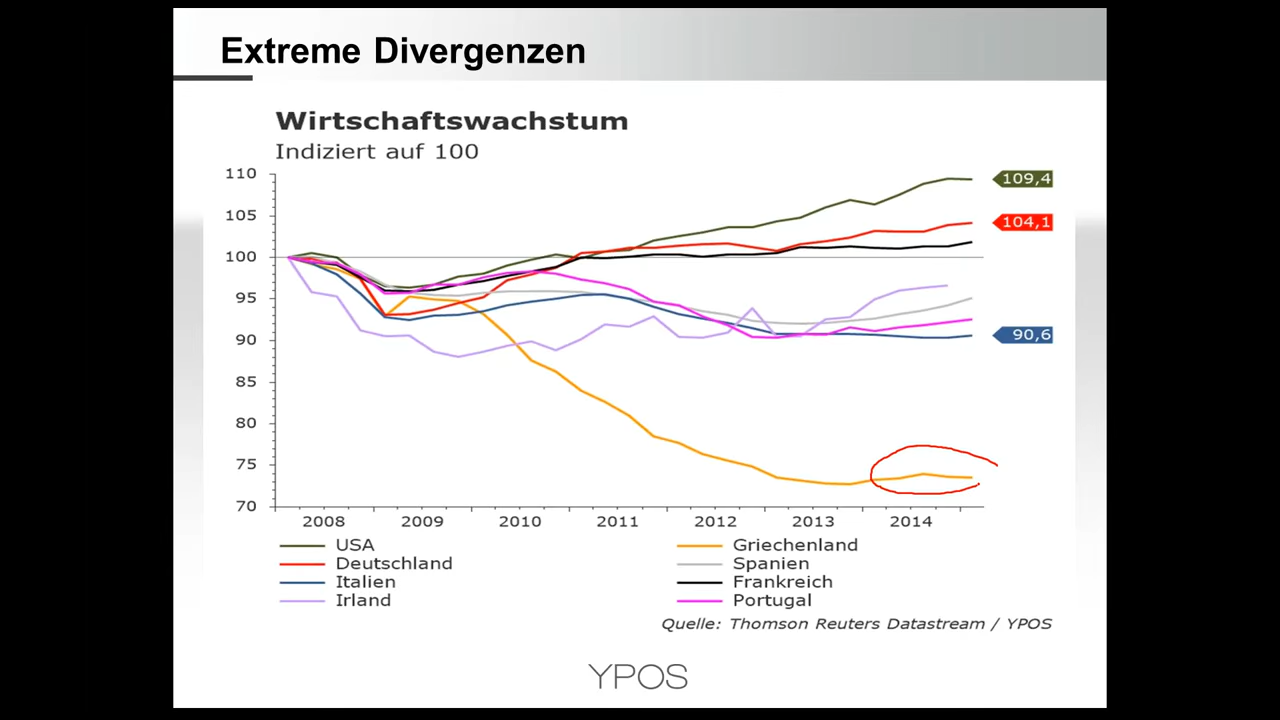 Extreme Divergenzen
Wirtschaftswachstum
Indiziert auf 100
110
105
100
95
90
85
80
75
70
109,4
104,1
90,6
2008 2009 2010 2011 2012 2013 2014
USA Griechenland
Deutschland Spanien
Italien Frankreich
Irland Portugal
Quelle: Thomson Reuters Datastream / YPOS
YPOS